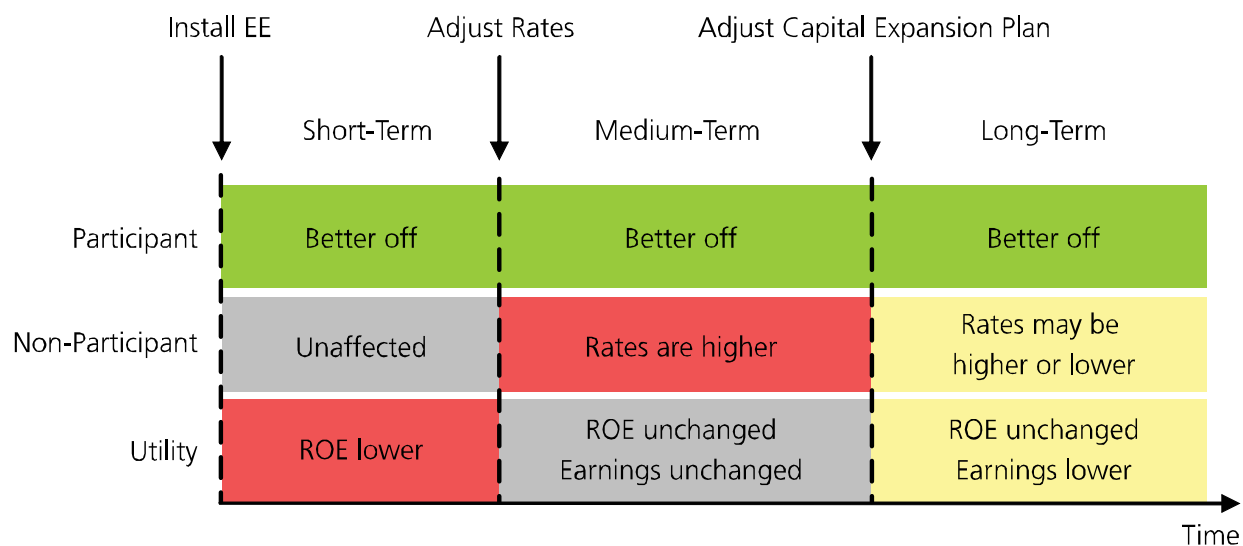 Install EE
Adjust Rates
Adjust Capital Expansion Plan
Short-Term
Medium-Term
Long-Term
Participant
Better off
Better off
Better off
Non-Participant
Unaffected
Rates are higher
Rates may be
higher or lower
Utility
ROE lower
ROE unchanged
Earnings unchanged
ROE unchanged
Earnings lower
Time